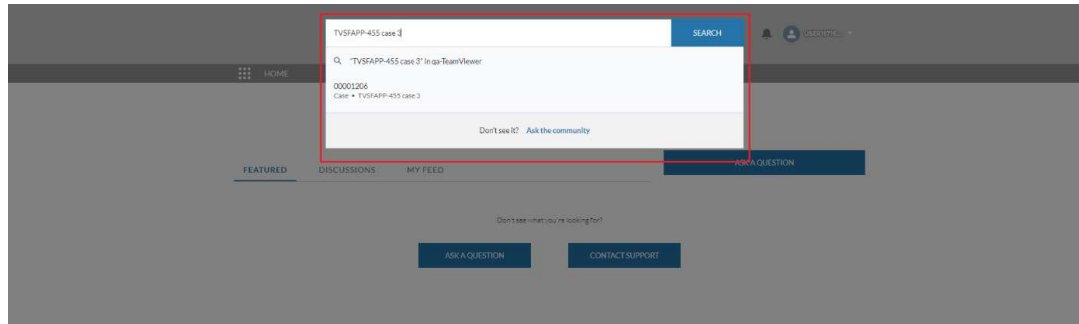 TVSFAPP-455 case 3
SEARCH
"TVSFAPP-455 case 3" in qa-TeamViewer
HOME
00001206
Case • TVSFAPP-455 case 3
Don't see it? Ask the community
ASK A QUESTION
FEATURED DISCUSSIONS MY FEED
Don't see what you're looking for?
ASK A QUESTION CONTACT SUPPORT